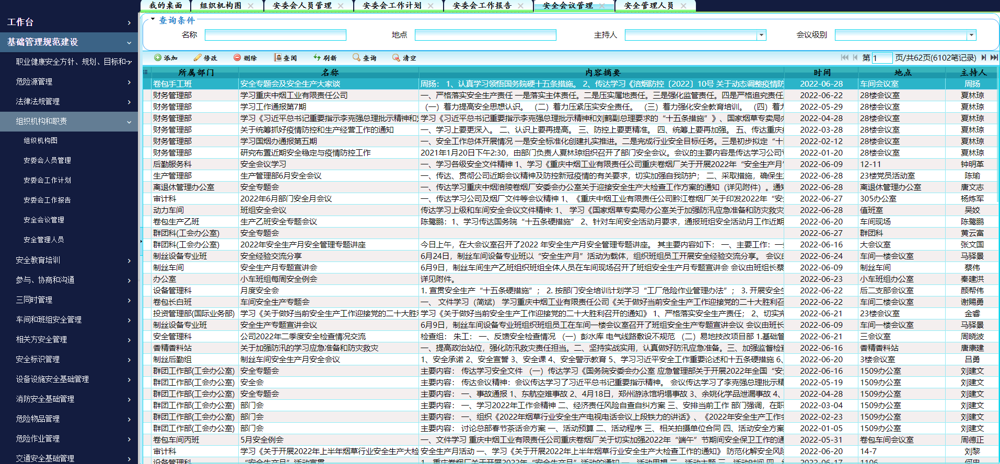 我的桌面 组织机构图 安委会人员管理 安委会工作计划 安委会工作报告 安全会议管理 安全管理人员
工作台
基础管理规范建设
职业健康安全方针、规划、目标和…
危险源管理
法律法规管理
组织机构和职责
组织机构图
安委会人员管理
安委会工作计划
安委会工作报告
安全会议管理
安全管理人员
安全教育培训
参与、协商和沟通
三同时管理
车间和班组安全管理
相关方安全管理
安全标识管理
设备设施安全基础管理
消防安全基础管理
危险物品管理
危险作业管理
交通安全基础管理
查询条件
名称 地点 主持人 会议级别
添加 修改 删除 查阅 刷新 查询 清空 第 1 页/共62页(6102笔记录)
所属部门 名称 内容摘要 时间 地点 主持人
卷包手工班 安全专题会及安全生产大家谈 周扬： 1、认真学习领悟国务院硬十五条措施。 2、传达学习《涪烟防控〔2022〕10号 关于动态调整疫情防 2022-06-28 车间会议室 周扬
财务管理部 学习重庆中烟工业有限责任公司 一、严格落实安全生产责任 一是落实主体责任。二是压实属地责任。三是强化监管责任。四是严格追究责任 2022-06-22 28楼会议室 夏林琼
财务管理部 学习工作通报第7期 （一）着力提高安全思想认识。 （二）着力压紧压实安全责任。 （三）着力强化安全教育培训。 （四）着力 2022-05-29 28楼会议室 夏林琼
财务管理部 学习《习近平总书记重要指示李克强总理批示精神和 学习《习近平总书记重要指示李克强总理批示精神和刘鹤副总理要求的“十五条措施”》、国家烟草专卖局 2022-04-28 28楼会议室 夏林琼
财务管理部 关于统筹抓好疫情防控和生产经营工作的通知 一、学习上要更深入。 二、认识上要再提高。 三、防控上要更精准。 四、统筹上要再加强。 五、传达重庆 2022-03-28 28楼会议室 夏林琼
财务管理部 学习国烟办通报第五期 一、安全工作总体开展情况 一是安全标准化创建扎实推进。二是完成行业安全目标任务。三是初步拟定“十 2022-02-12 28楼会议室 夏林琼
财务管理部 研究布置近期安全稳定与疫情防控工作 2021年1月20日下午2:30，由部门负责人夏林琼组织召开了部门安全会议。会议的主要内容是传达学习公司 2022-01-20 28楼会议室 夏林琼
后勤服务科 安全会议学习 一、学习各级安全文件精神 1、学习《重庆中烟工业有限责任公司重庆卷烟厂关于开展2022年“安全生产月 2022-06-09 12-11 钟明革
生产管理部 生产管理部6月安全会议 一、传达、贯彻公司近期会议精神及防控新冠疫情的有关要求，切实加强自我防护； 二、采取措施，确保生 2022-06-28 23楼党员活动室 陈瑜
离退休管理办公室 安全专题会 一、传达学习重庆中烟涪陵卷烟厂安委会办公室关于迎接安全生产大检查工作方案的通知（详见附件）。通 2022-06-28 离退休管理办公室 唐文志
审计科 2022年6月部门安全月会议 一、传达学习公司及烟厂文件等会议精神 1、《重庆中烟工业有限责任公司黔江卷烟厂关于印发2022年“安 2022-06-27 305办公室 杨炼军
动力车间 班组安全会议 传达学习上级和车间安全会议文件精神: 1、 学习《国家烟草专卖局办公室关于加强防汛应急准备和防灾救灾 2022-06-28 值班室 吴姣
卷包生产乙班 生产乙班安全专题会议 陈鹭鹏：1、学习传达国务院“十五条硬措施” 2、针对车间安全活动月要求，通报班组安全活动月工作近期 2022-06-20 车间现场 陈鹭鹏
群团科(工会办公室) 安全专题会 2022-06-27 群团科 黄云富
群团科(工会办公室) 2022年安全生产月安全管理专题讲座 今日上午，在大会议室召开了2022 年安全生产月安全管理专题讲座。 其主要内容如下： 一、主要工作：一 2022-06-16 大会议室 张文国
制丝设备专业班 安全经验交流分享 6月24日，制丝车间设备专业班以“安全生产月”活动为载体，组织班组员工开展安全经验交流分享。 会议 2022-06-24 车间一楼会议室 马驿景
制丝车间 安全生产月专题宣讲会 6月9日，制丝车间生产乙班组织班组全体人员在车间现场召开了班组安全生产月专题宣讲会 会议由班组长蔡 2022-06-09 制丝车间 蔡伟
办公室 小车班组每周安全例会 详见附件。 2022-06-23 小车班组办公室 秦建洪
设备管理科 月度安全会 1. 宣贯安全生产“十五条硬措施”； 2. 按部门安全培训计划学习“工厂危险作业管理办法”； 3. 开展安全 2022-06-22 后二支部会议室 颜帮伟
卷包长白班 车间安全生产专题会 一、 文件学习（简斌） 学习重庆中烟工业有限责任公司《关于做好当前安全生产工作迎接党的二十大胜利召 2022-06-22 车间二楼会议室 谢赐勇
投资管理部(国际业务部) 学习《关于做好当前安全生产工作迎接党的二十大胜 学习《关于做好当前安全生产工作迎接党的二十大胜利召开的通知》 1、严格落实安全生产责任； 2、切实完 2022-06-21 23楼会议室 金睿
制丝设备专业班 安全生产专题宣讲会议 6月9日，制丝车间设备专业班组织班组员工在车间一楼会议室召开了班组安全生产专题宣讲会议 会议由班长 2022-06-09 车间一楼会议室 马驿景
安全管理科 公司2022年二季度安全检查情况交流 检查组： 朱工： 一、反馈安全检查情况 （一）彭水库 电气线路敷设不规范 （二）易地技改项目部 1.基础管 2022-06-21 三会议室 周晓波
香精香料站 关于加强防汛的学习应急准备和防灾救灾 一、提高政治站位，强化防汛救灾责任担当。二、坚持实战实用，认真做好防汛应急准备。三、加强监督检查 2022-06-16 香精香料站 唐康建
制丝后勤组 制丝车间安全生产月安全会议 1、安全承诺 2、安全宣誓 3、安全课 4、安全警示教育 5、学习习近平安全工作重要论述和十五条硬措施 6、 2022-06-20 3楼会议室 吕勇
群团工作部(工会办公室) 安全专题会 主要内容： 传达学习安全文件 （一）传达学习《国务院安委会办公室 应急管理部关于开展2022年全国“安 2022-06-16 1509办公室 刘建文
群团工作部(工会办公室) 安全会 主要内容： 传达会议精神：会议传达学习了习近平总书记重要指示精神。 会议传达学习了李克强总理批示精 2022-05-19 1509办公室 刘建文
群团工作部(工会办公室) 安全专题会 主要内容： 一、事故通报 1、东航空难事故 2、4月18日，郑州游泳馆坍塌事故 3、余姚化学品泄漏事故 4、 2022-04-28 1509办公室 刘建文
群团工作部(工会办公室) 部门会 主要内容： 一、学习2022年工作会精神 二、经济责任风险自查自纠方案 三、安排当前工作 部门强调，在职 2022-03-04 1509办公室 刘建文
群团工作部(工会办公室) 部门会 主要内容： 一、组织《2022年烟草行业安全生产电视电话会议上段铁力的讲话》、《2022年安全生产工作会 2022-02-23 1509办公室 刘建文
群团工作部(工会办公室) 部门会 主要内容： 讨论总部春节茶话会方案 一、活动预算 二、活动程序 三、相关拍摄单位合同 四、活动安全方案 2022-01-05 1509办公室 刘建文
卷包车间丙班 5月安全例会 一、文件学习 重庆中烟工业有限责任公司重庆卷烟厂关于切实加强2022年“端午”节期间安全保卫工作的通 2022-05-31 卷包车间会议室 周德正
审计科 学习《关于开展2022年上半年烟草行业安全生产大检 安全生产月活动 一、学习《关于开展2022年上半年烟草行业安全生产大检查工作的通知》 防范化解安全风险 2022-06-20 14-7 刘黎
设备管理科 “安全生产月”活动宣贯 1、重庆卷烟厂关于开展2022年“安全生产月”活动的通知 一、活动思想 二、活动主题 三、活动时间 四、 2022-06-17 1106